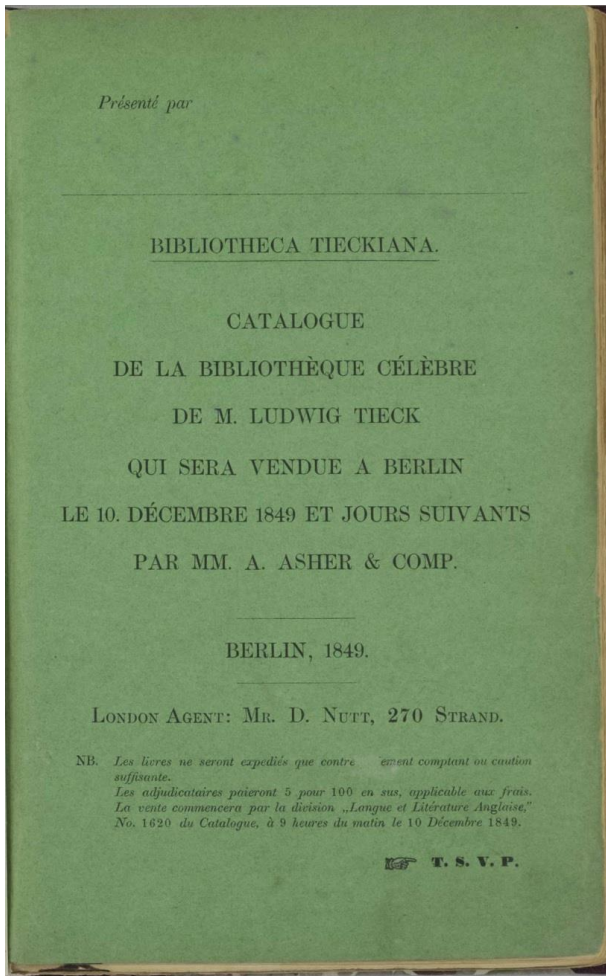 Présenté par
BIBLIOTHECA TIECKIANA.
CATALOGUE
DE LA BIBLIOTHÈQUE CÉLÈBRE
DE M. LUDWIG TIECK
QUI SERA VENDUE A BERLIN
LE 10. DÉCEMBRE 1849 ET JOURS SUIVANTS
PAR MM. A. ASHER & COMP.
BERLIN, 1849.
LONDON AGENT: MR. D. NUTT, 270 STRAND.
NB. Les livres ne seront expediés que contre ement comptant ou caution
suffisante.
Les adjudicataires paieront 5 pour 100 en sus, applicable aux frais.
La vente commencera par la division „Langue et Litérature Anglaise,"
No. 1620 du Catalogue, à 9 heures du matin le 10 Décembre 1849.
☞ T. S. V. P.